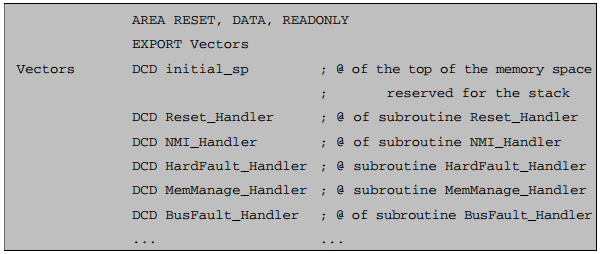 AREA RESET, DATA, READONLY
EXPORT Vectors
Vectors DCD initial_sp ; @ of the top of the memory space
; reserved for the stack
DCD Reset_Handler ; @ of subroutine Reset_Handler
DCD NMI_Handler ; @ of subroutine NMI_Handler
DCD HardFault_Handler ; @ subroutine HardFault_Handler
DCD MemManage_Handler ; @ subroutine MemManage_Handler
DCD BusFault_Handler ; @ of subroutine BusFault_Handler
... ...